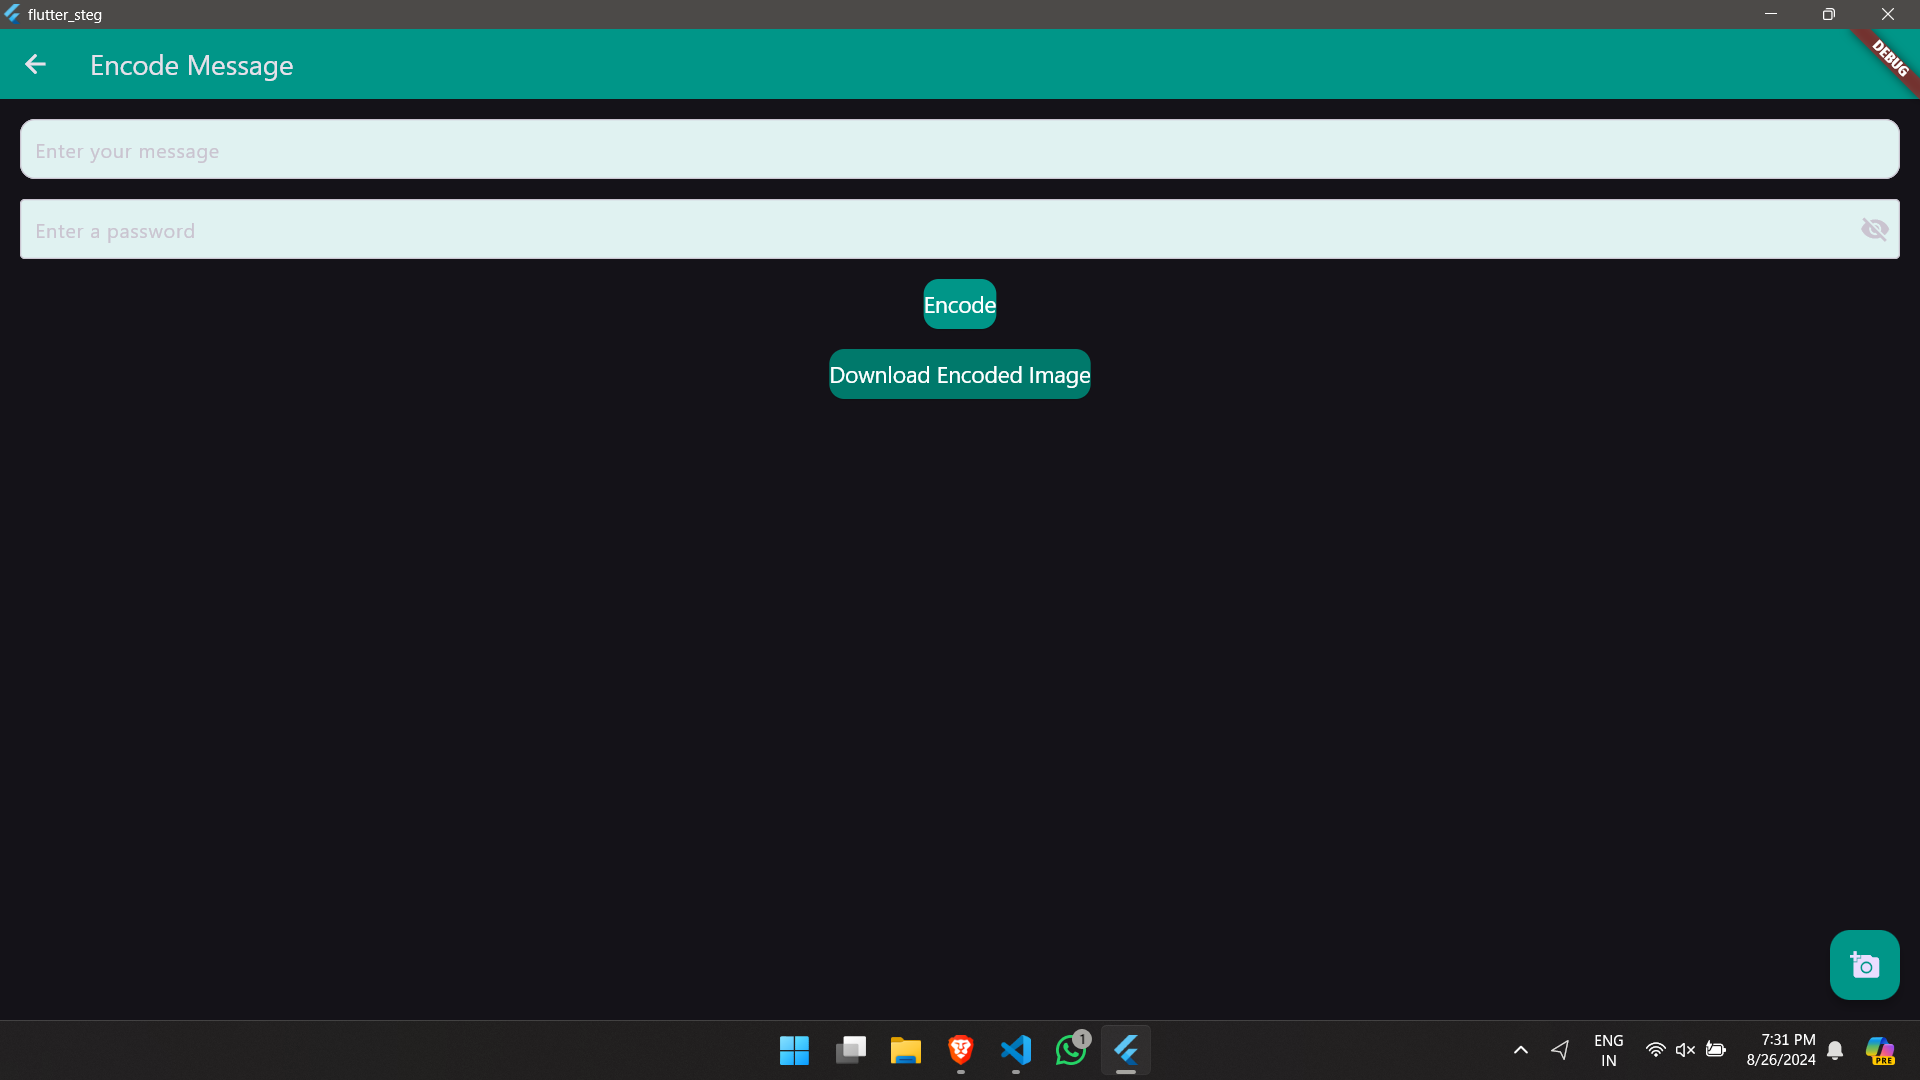 flutter_steg
DEBUG
Encode Message
Enter your message
Enter a password
Encode
Download Encoded Image
1
ENG
IN
7:31 PM
8/26/2024
PRE